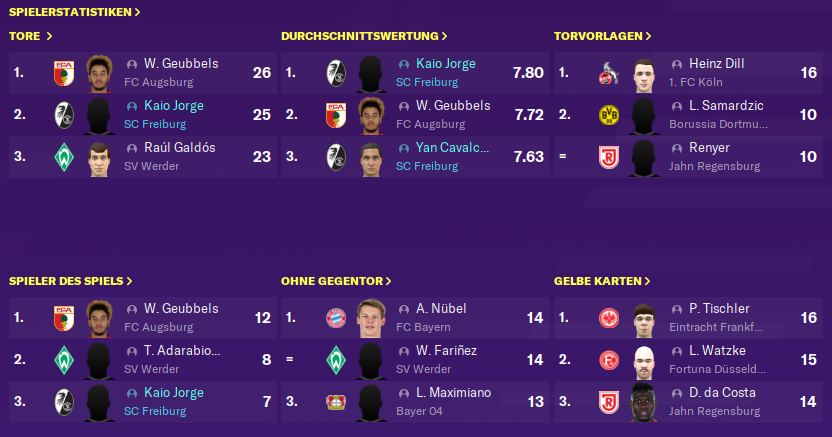 SPIELERSTATISTIKEN >
TORE >
1. W. Geubbels 26
FC Augsburg
2. Kaio Jorge 25
SC Freiburg
3. Raúl Galdós 23
SV Werder
DURCHSCHNITTSWERTUNG >
1. Kaio Jorge 7.80
SC Freiburg
2. W. Geubbels 7.72
FC Augsburg
3. Yan Cavalc... 7.63
SC Freiburg
TORVORLAGEN >
1. Heinz Dill 16
1. FC Köln
2. L. Samardzic 10
Borussia Dortmu...
= Renyer 10
Jahn Regensburg
SPIELER DES SPIELS >
1. W. Geubbels 12
FC Augsburg
2. T. Adarabio... 8
SV Werder
3. Kaio Jorge 7
SC Freiburg
OHNE GEGENTOR >
1. A. Nübel 14
FC Bayern
= W. Fariñez 14
SV Werder
3. L. Maximiano 13
Bayer 04
GELBE KARTEN >
1. P. Tischler 16
Eintracht Frankf...
2. L. Watzke 15
Fortuna Düsseld...
3. D. da Costa 14
Jahn Regensburg